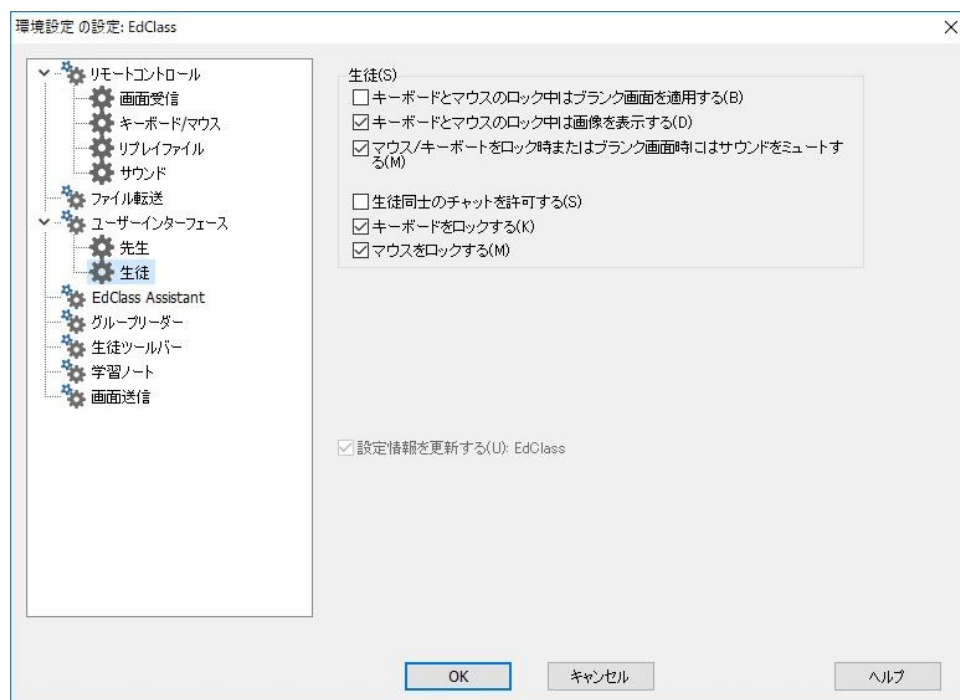 環境設定 の設定: EdClass
リモートコントロール
画面受信
キーボード/マウス
リプレイファイル
サウンド
ファイル転送
ユーザーインターフェース
先生
生徒
EdClass Assistant
グループリーダー
生徒ツールバー
学習ノート
画面送信
生徒(S)
キーボードとマウスのロック中はブランク画面を適用する(B)
キーボードとマウスのロック中は画像を表示する(D)
マウス/キーボートをロック時またはブランク画面時にはサウンドをミュートす
る(M)
生徒同士のチャットを許可する(S)
キーボードをロックする(K)
マウスをロックする(M)
設定情報を更新する(U): EdClass
OK
キャンセル
ヘルプ